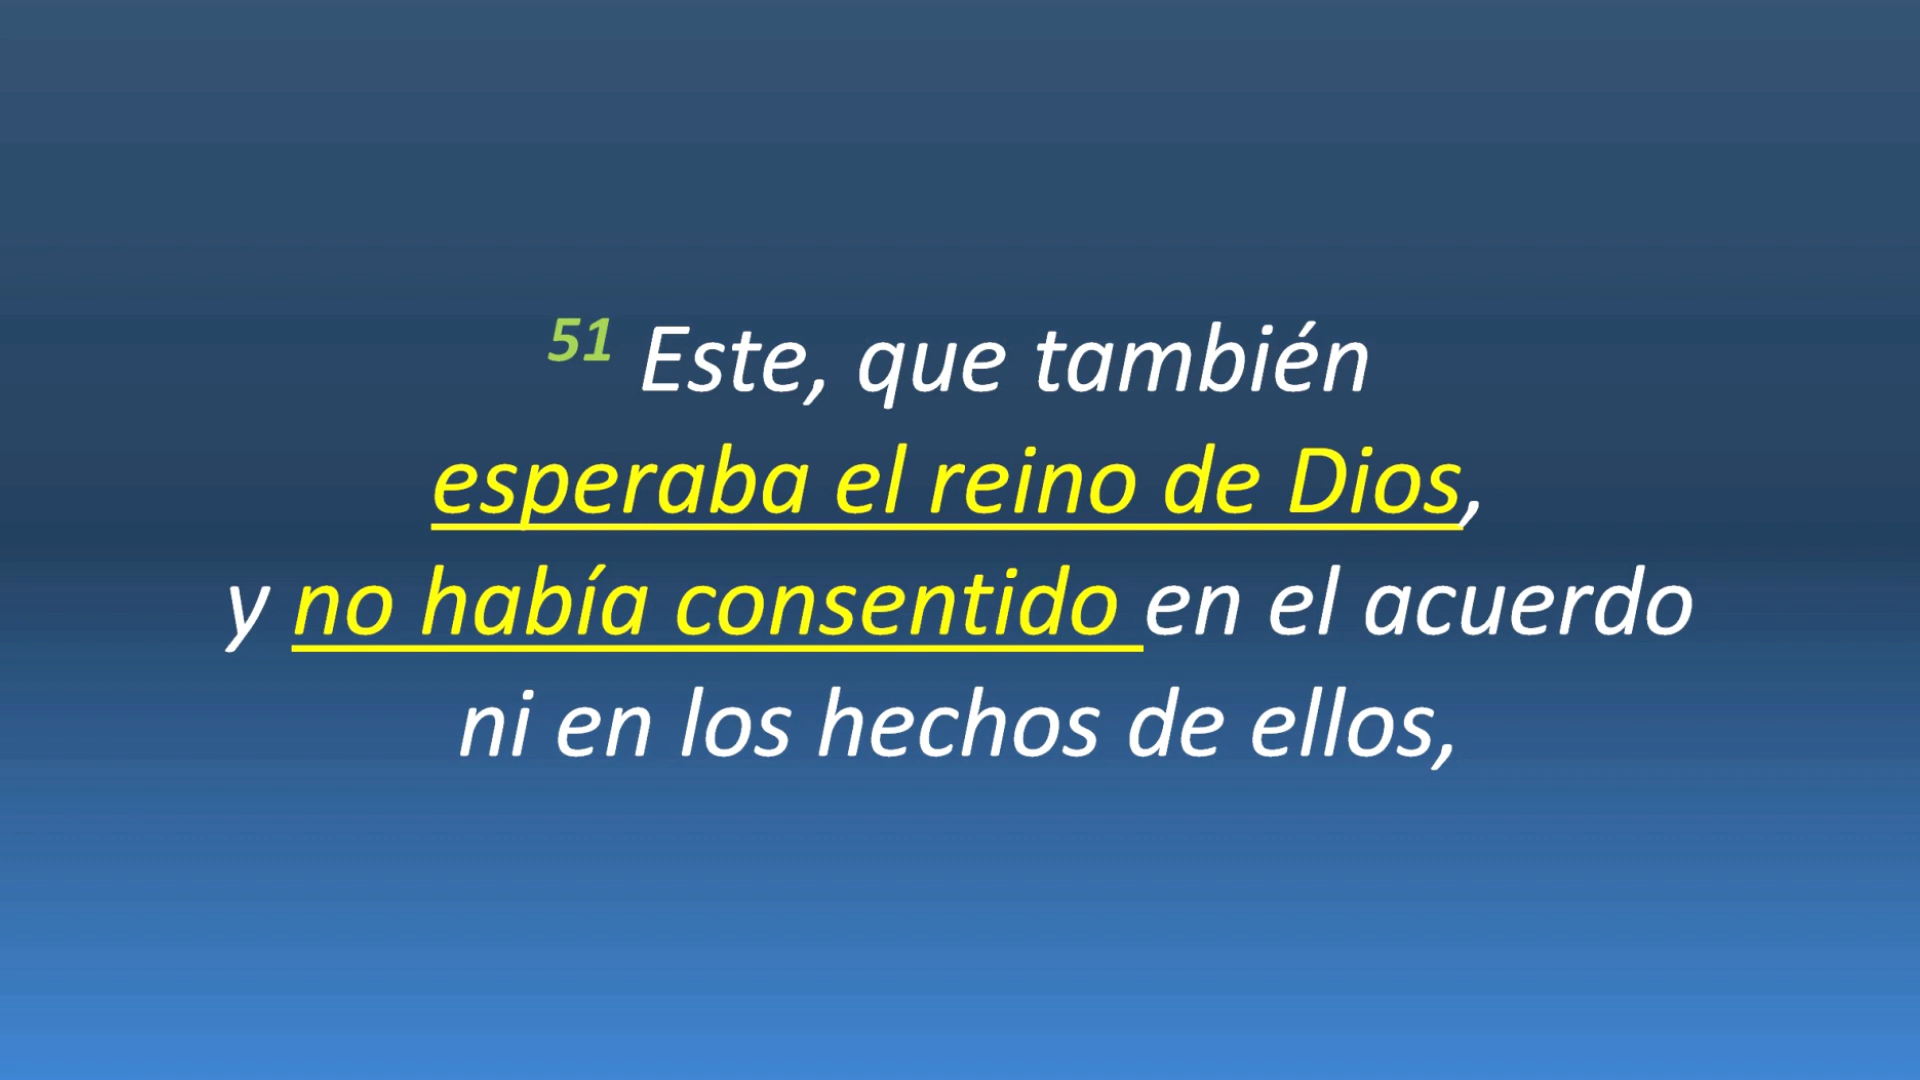 51 Este, que también
esperaba el reino de Dios,
y no había consentido en el acuerdo
ni en los hechos de ellos,